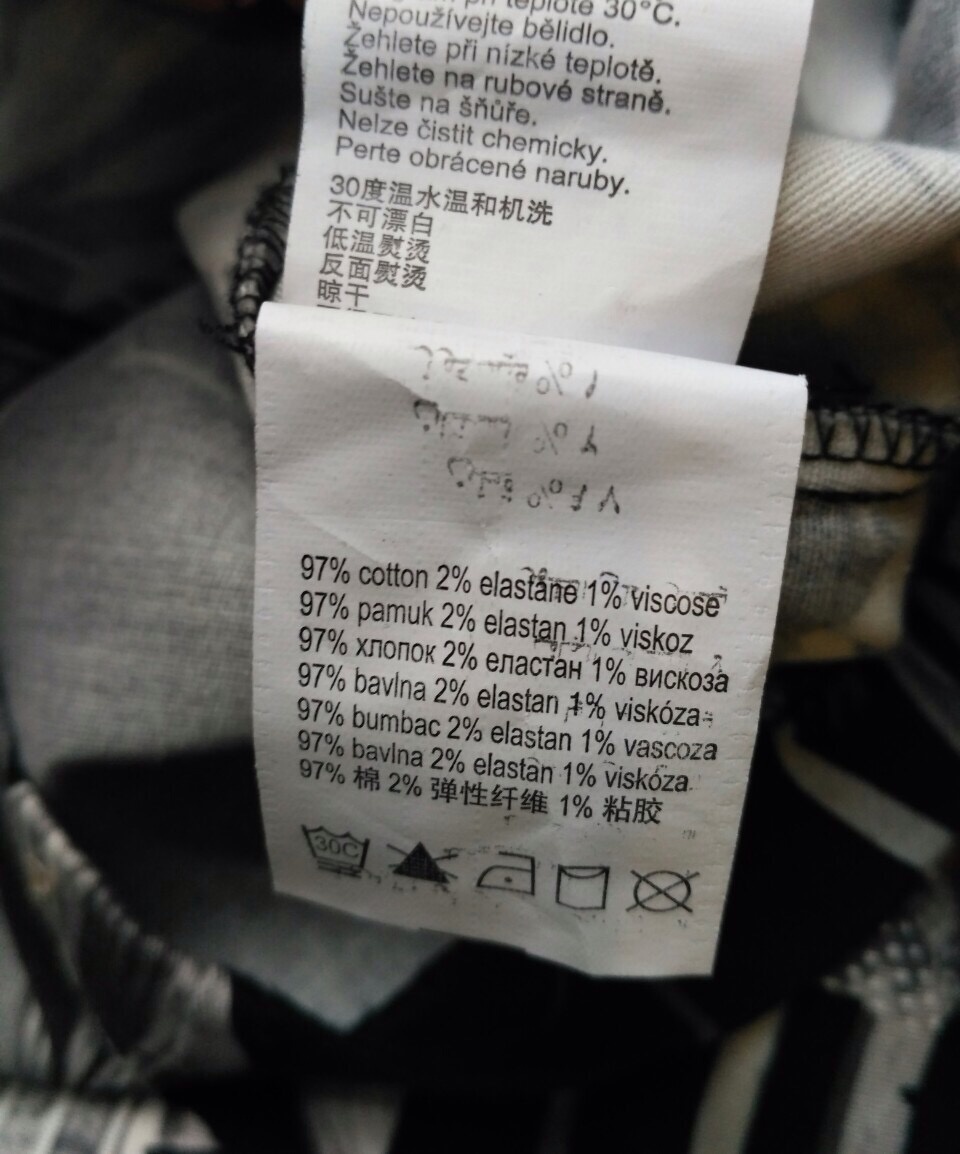 při teplotě 30°C.
Nepoužívejte bělidlo.
Žehlete při nízké teplotě.
Žehlete na rubové straně.
Sušte na šňůře.
Nelze čistit chemicky.
Perte obrácené naruby.
30度温水温和机洗
不可漂白
低温熨烫
反面熨烫
晾干
97% cotton 2% elastane 1% viscose
97% pamuk 2% elastan 1% viskoz
97% хлопок 2% еластан 1% вискоза
97% bavlna 2% elastan 1% viskóza
97% bumbac 2% elastan 1% vascoza
97% bavlna 2% elastan 1% viskóza
97% 棉 2% 弹性纤维 1% 粘胶
30C